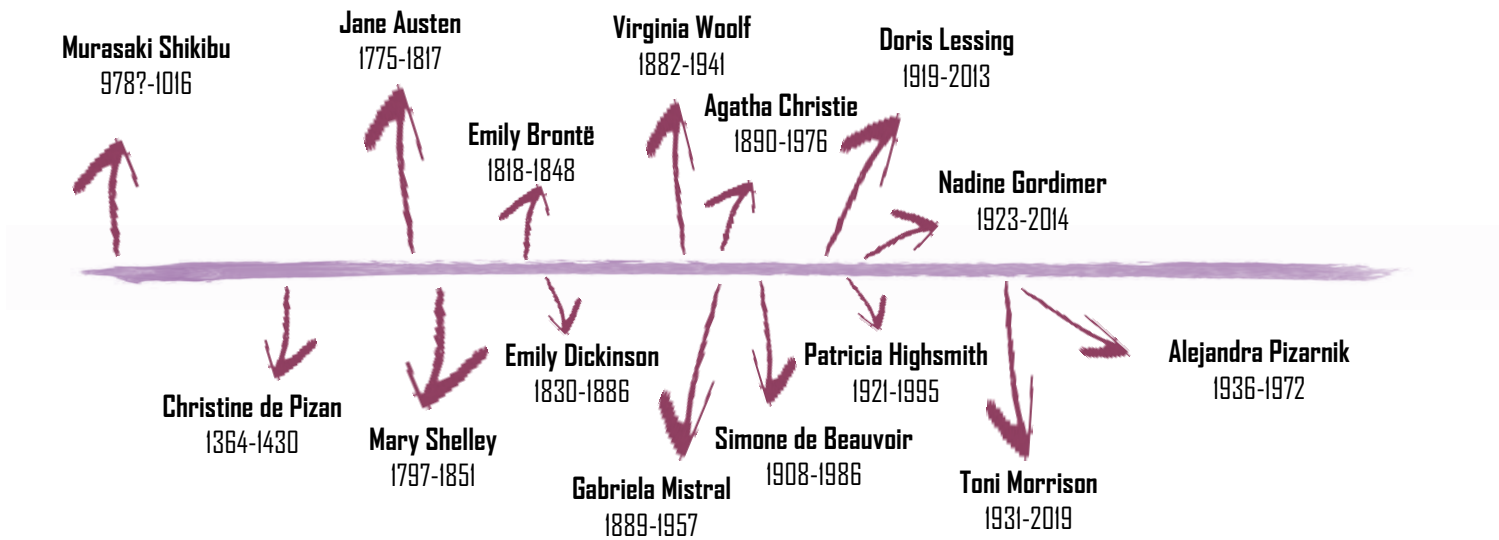 Murasaki Shikibu
978?-1016
Jane Austen
1775-1817
Emily Brontë
1818-1848
Virginia Woolf
1882-1941
Agatha Christie
1890-1976
Doris Lessing
1919-2013
Nadine Gordimer
1923-2014
Christine de Pizan
1364-1430
Mary Shelley
1797-1851
Emily Dickinson
1830-1886
Gabriela Mistral
1889-1957
Simone de Beauvoir
1908-1986
Patricia Highsmith
1921-1995
Toni Morrison
1931-2019
Alejandra Pizarnik
1936-1972